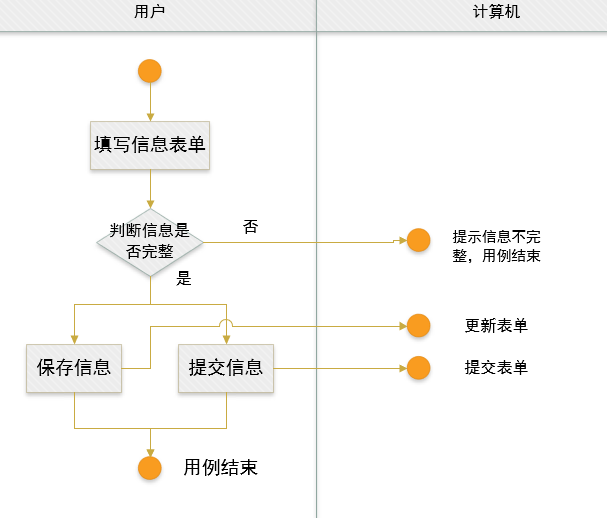 用户
计算机
填写信息表单
判断信息是
否完整
否
提示信息不完
整，用例结束
是
更新表单
保存信息
提交信息
提交表单
用例结束